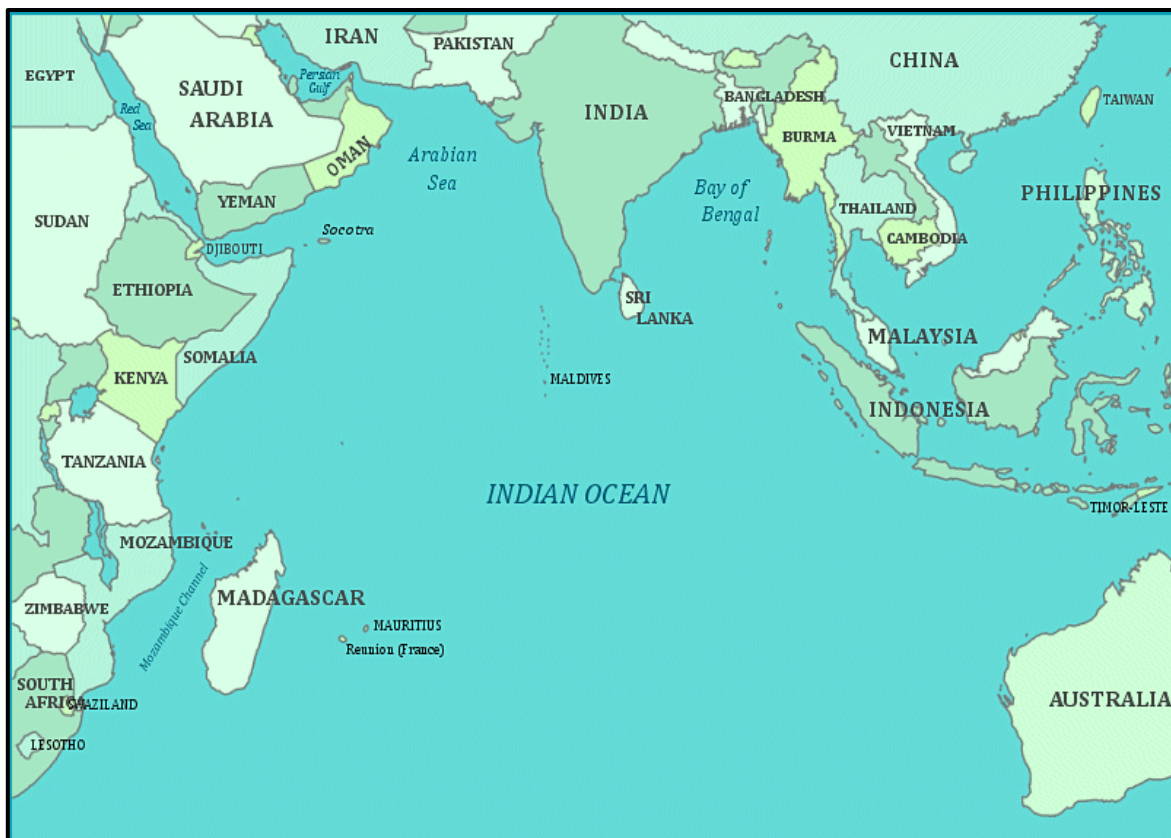 IRAN
PAKISTAN
CHINA
EGYPT
Persian
Gulf
SAUDI
ARABIA
Red
Sea
BANGLADESH
TAIWAN
INDIA
BURMA
VIETNAM
OMAN
Arabian
Sea
Bay of
Bengal
YEMEN
THAILAND
PHILIPPINES
SUDAN
Socotra
CAMBODIA
DJIBOUTI
ETHIOPIA
SRI
LANKA
MALAYSIA
SOMALIA
KENYA
MALDIVES
INDONESIA
TANZANIA
INDIAN OCEAN
TIMOR-LESTE
MOZAMBIQUE
Mozambique Channel
MADAGASCAR
ZIMBABWE
MAURITIUS
Reunion (France)
SOUTH
AFRICA
SWAZILAND
AUSTRALIA
LESOTHO